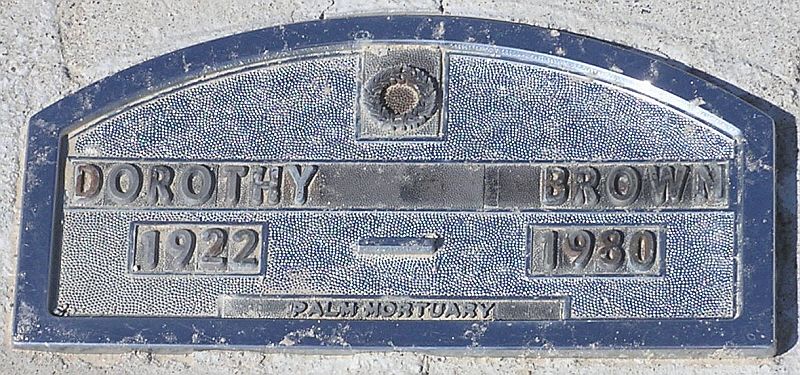 DOROTHY BROWN
1922 — 1980
PALM MORTUARY